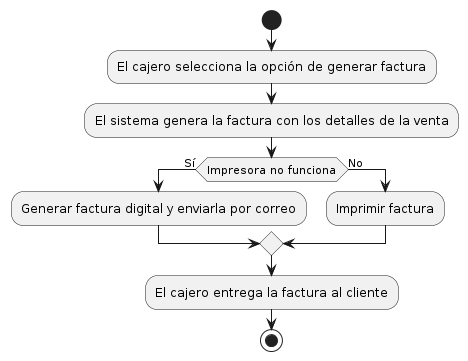 El cajero selecciona la opción de generar factura
El sistema genera la factura con los detalles de la venta
Sí
Impresora no funciona
No
Generar factura digital y enviarla por correo
Imprimir factura
El cajero entrega la factura al cliente